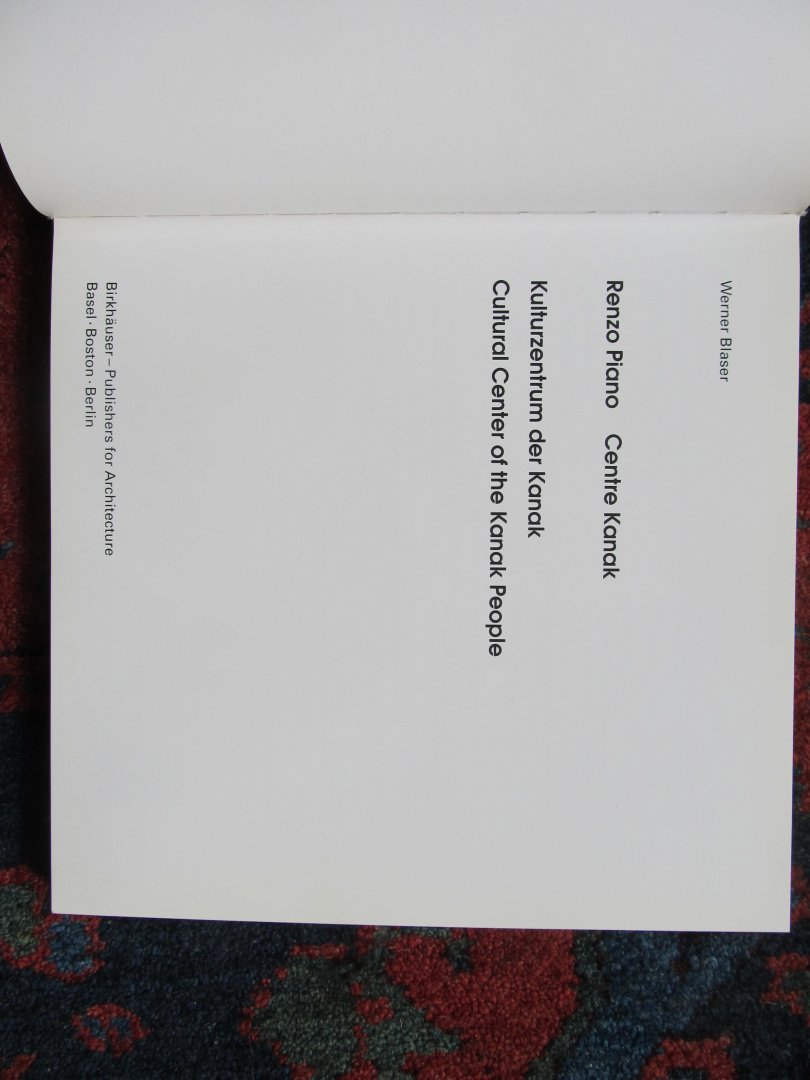 Werner Blaser
Renzo Piano Centre Kanak
Kulturzentrum der Kanak
Cultural Center of the Kanak People
Birkhäuser – Publishers for Architecture
Basel · Boston · Berlin